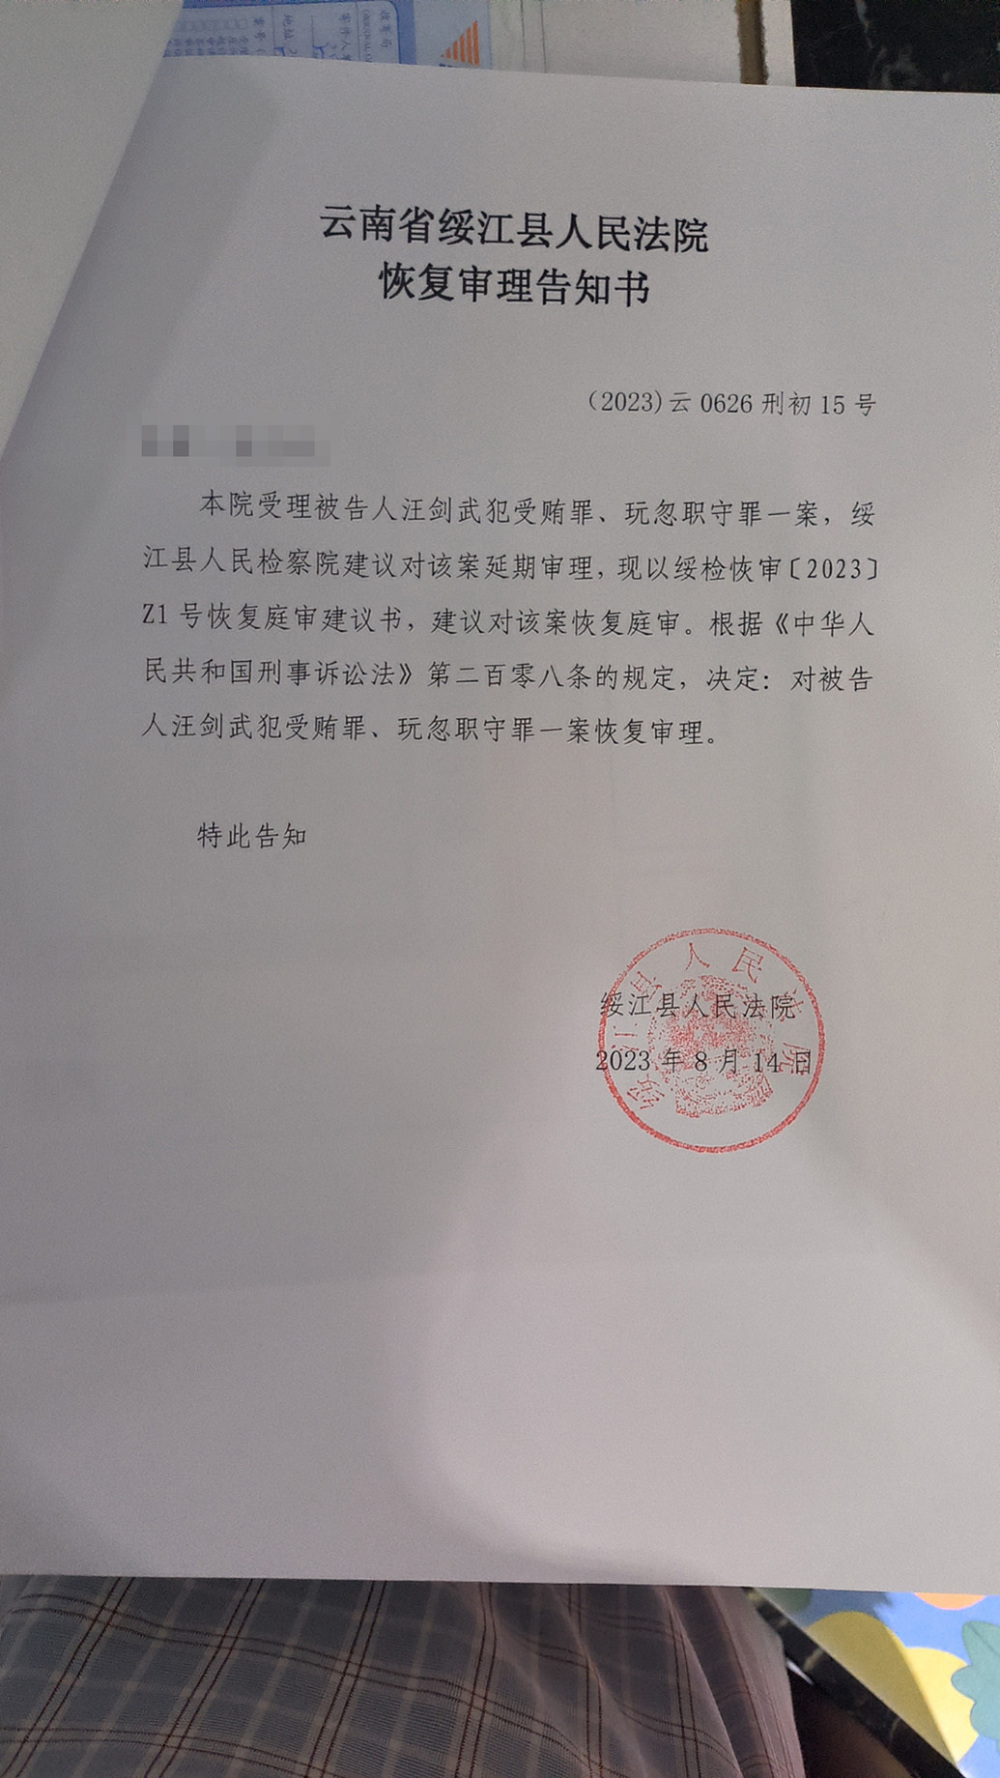 云南省绥江县人民法院
恢复审理告知书
（2023）云 0626 刑初 15 号
本院受理被告人汪剑武犯受贿罪、玩忽职守罪一案，绥
江县人民检察院建议对该案延期审理，现以绥检恢审〔2023〕
Z1 号恢复庭审建议书，建议对该案恢复庭审。根据《中华人
民共和国刑事诉讼法》第二百零八条的规定，决定：对被告
人汪剑武犯受贿罪、玩忽职守罪一案恢复审理。
特此告知
绥江县人民法院
2023 年 8 月 14 日
绥江县人民法院